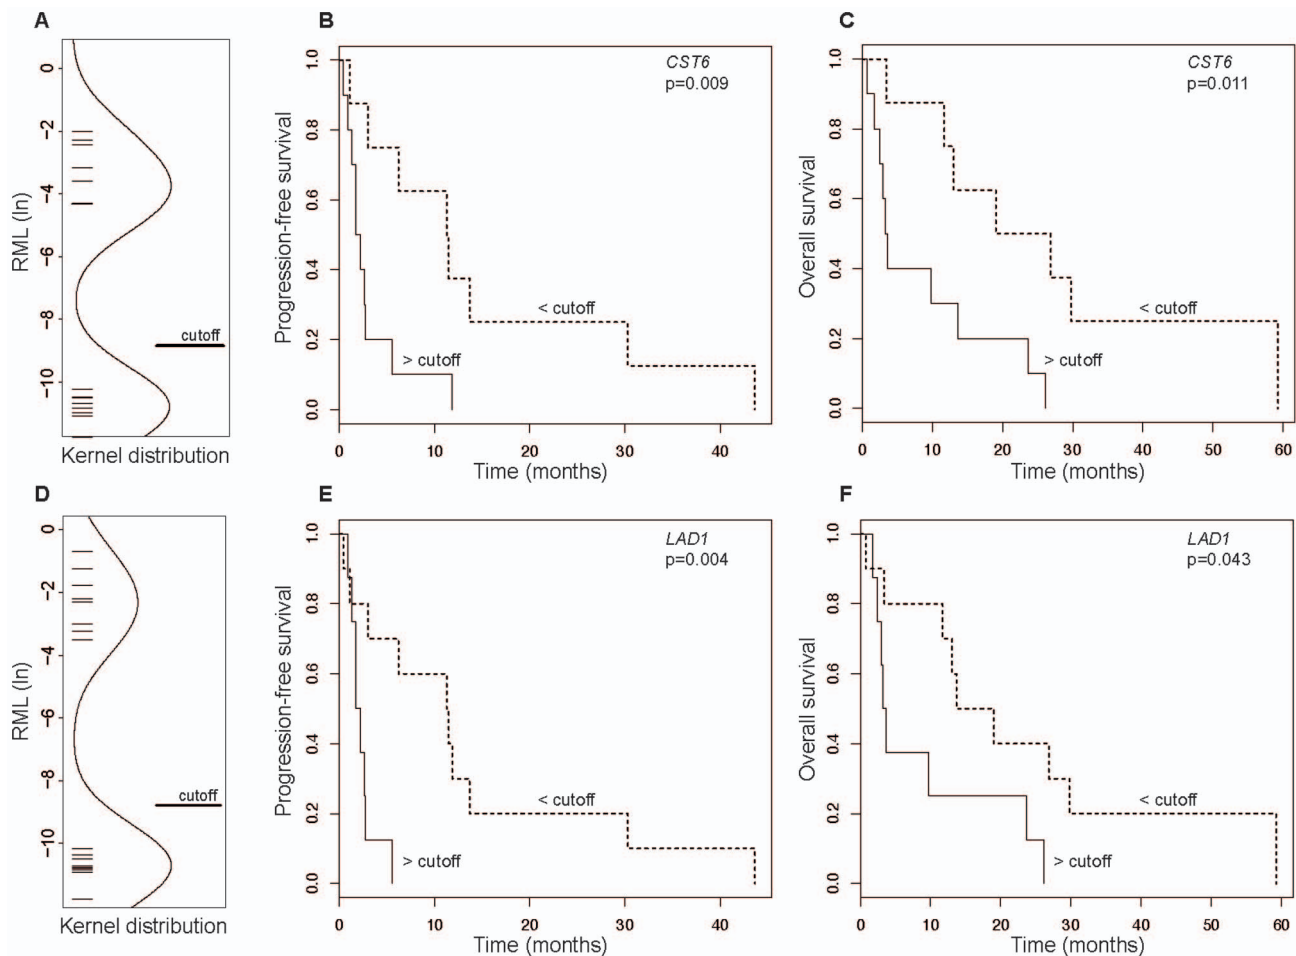 A
RML (ln)
0
−2
−4
−6
−8
−10
cutoff
Kernel distribution
B
Progression-free survival
1.0
0.8
0.6
0.4
0.2
0.0
CST6
p=0.009
< cutoff
> cutoff
0
10
20
30
40
Time (months)
C
Overall survival
1.0
0.8
0.6
0.4
0.2
0.0
CST6
p=0.011
< cutoff
> cutoff
0
10
20
30
40
50
60
Time (months)
D
RML (ln)
0
−2
−4
−6
−8
−10
cutoff
Kernel distribution
E
Progression-free survival
1.0
0.8
0.6
0.4
0.2
0.0
LAD1
p=0.004
< cutoff
> cutoff
0
10
20
30
40
Time (months)
F
Overall survival
1.0
0.8
0.6
0.4
0.2
0.0
LAD1
p=0.043
< cutoff
> cutoff
0
10
20
30
40
50
60
Time (months)